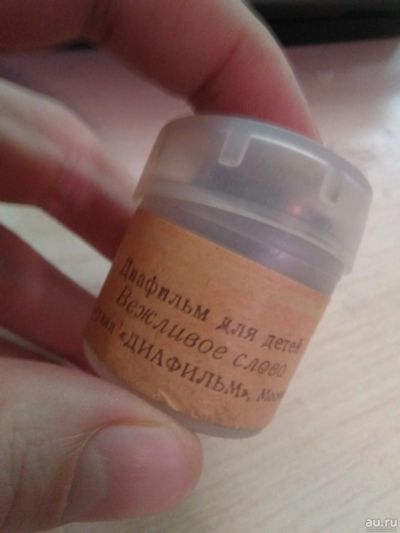 Диафильм для детей
Вежливое слово
«ДИАФИЛЬМ»,
au.ru